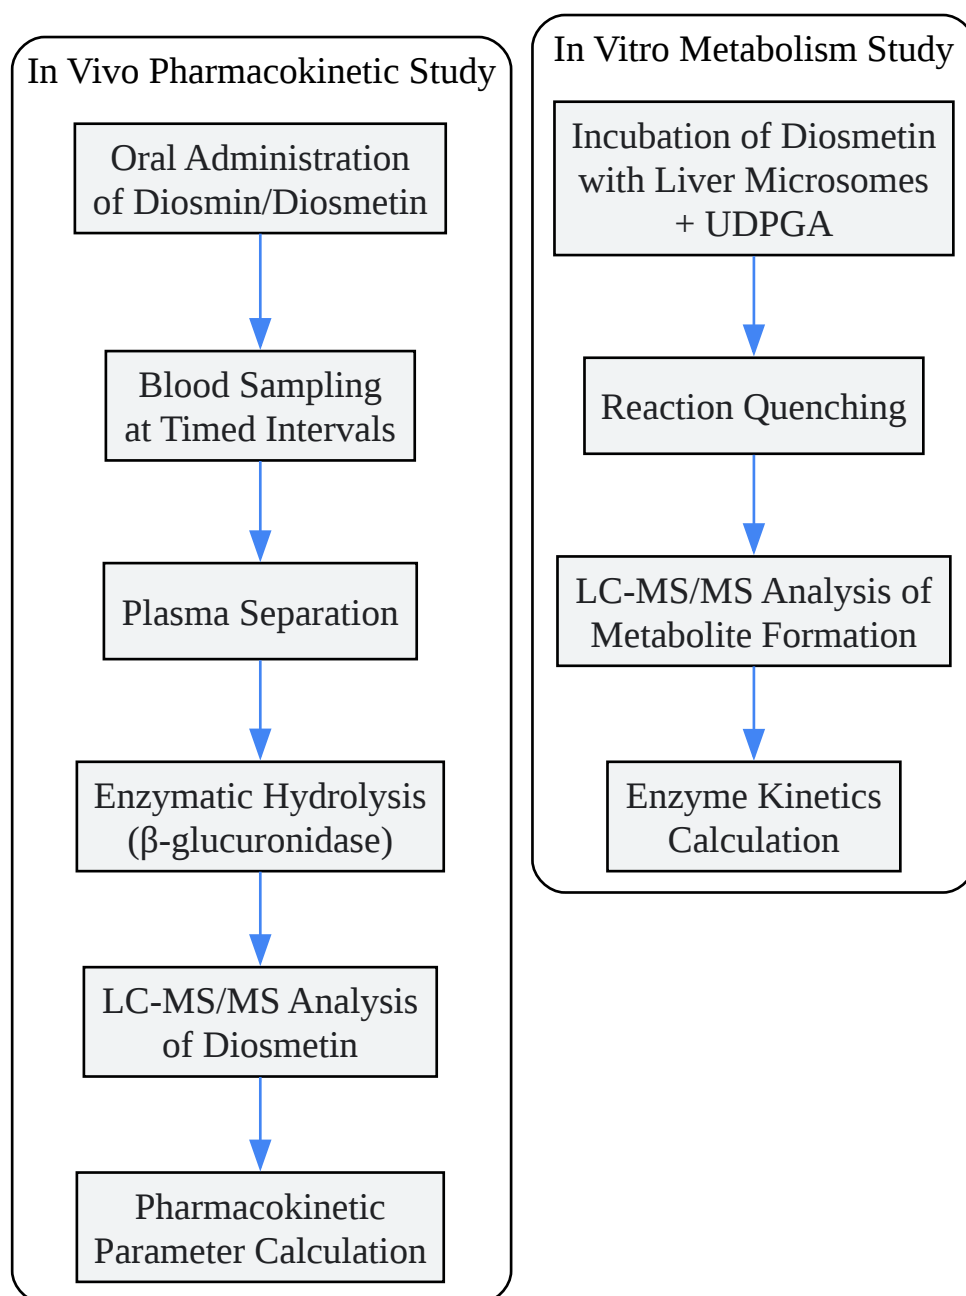 In Vivo Pharmacokinetic Study
Oral Administration
of Diosmin/Diosmetin
Blood Sampling
at Timed Intervals
Plasma Separation
Enzymatic Hydrolysis
(β-glucuronidase)
LC-MS/MS Analysis
of Diosmetin
Pharmacokinetic
Parameter Calculation
In Vitro Metabolism Study
Incubation of Diosmetin
with Liver Microsomes
+ UDPGA
Reaction Quenching
LC-MS/MS Analysis of
Metabolite Formation
Enzyme Kinetics
Calculation